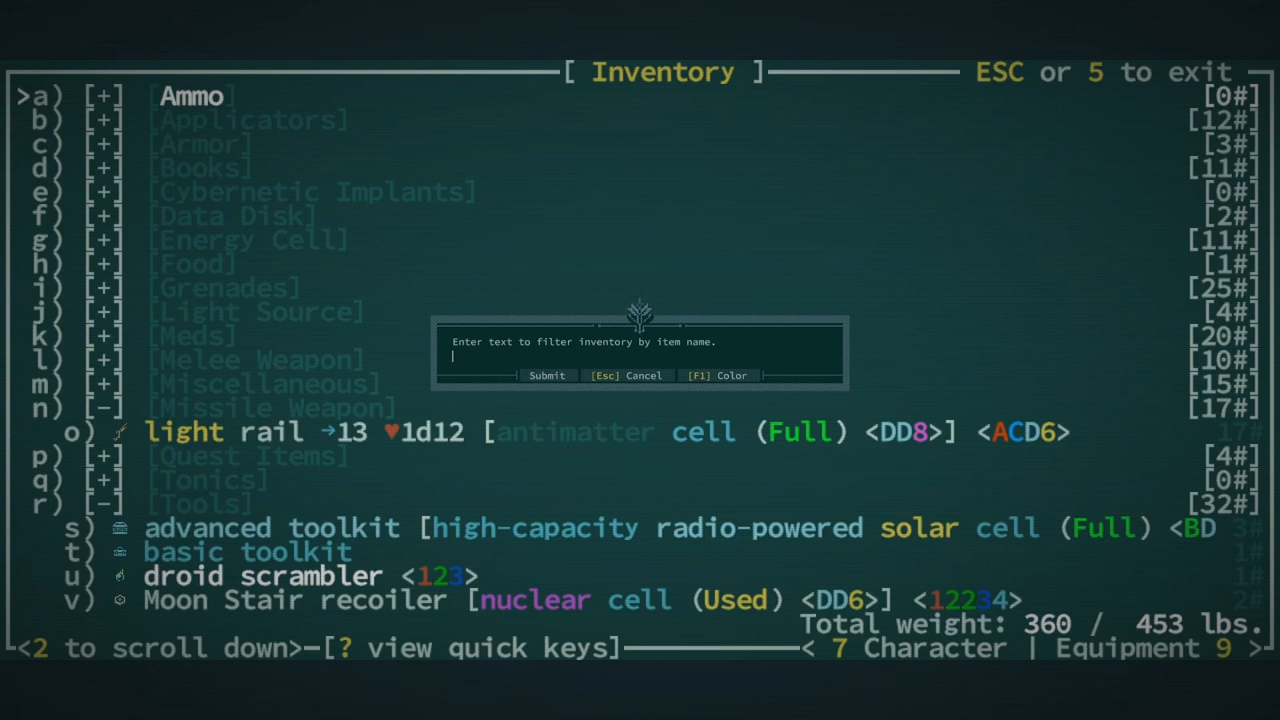 [ Inventory ] ESC or 5 to exit
>a) [+] [Ammo] [0#]
b) [+] [Applicators] [12#]
c) [+] [Armor] [3#]
d) [+] [Books] [11#]
e) [+] [Cybernetic Implants] [0#]
f) [+] [Data Disk] [2#]
g) [+] [Energy Cell] [11#]
h) [+] [Food] [1#]
i) [+] [Grenades] [25#]
j) [+] [Light Source] [4#]
k) [+] [Meds] [20#]
l) [+] [Melee Weapon] [10#]
m) [+] [Miscellaneous] [15#]
n) [-] [Missile Weapon] [17#]
o) light rail →13 ♥1d12 [antimatter cell (Full) <DD8>] <ACD6> 17#
p) [+] [Quest Items] [4#]
q) [+] [Tonics] [0#]
r) [-] [Tools] [32#]
s) advanced toolkit [high-capacity radio-powered solar cell (Full) <BD 3#
t) basic toolkit 1#
u) droid scrambler <123> 1#
v) Moon Stair recoiler [nuclear cell (Used) <DD6>] <12234> 2#
Total weight: 360 / 453 lbs.
<2 to scroll down> [? view quick keys] < 7 Character | Equipment 9 >
Enter text to filter inventory by item name.
Submit [Esc] Cancel [F1] Color